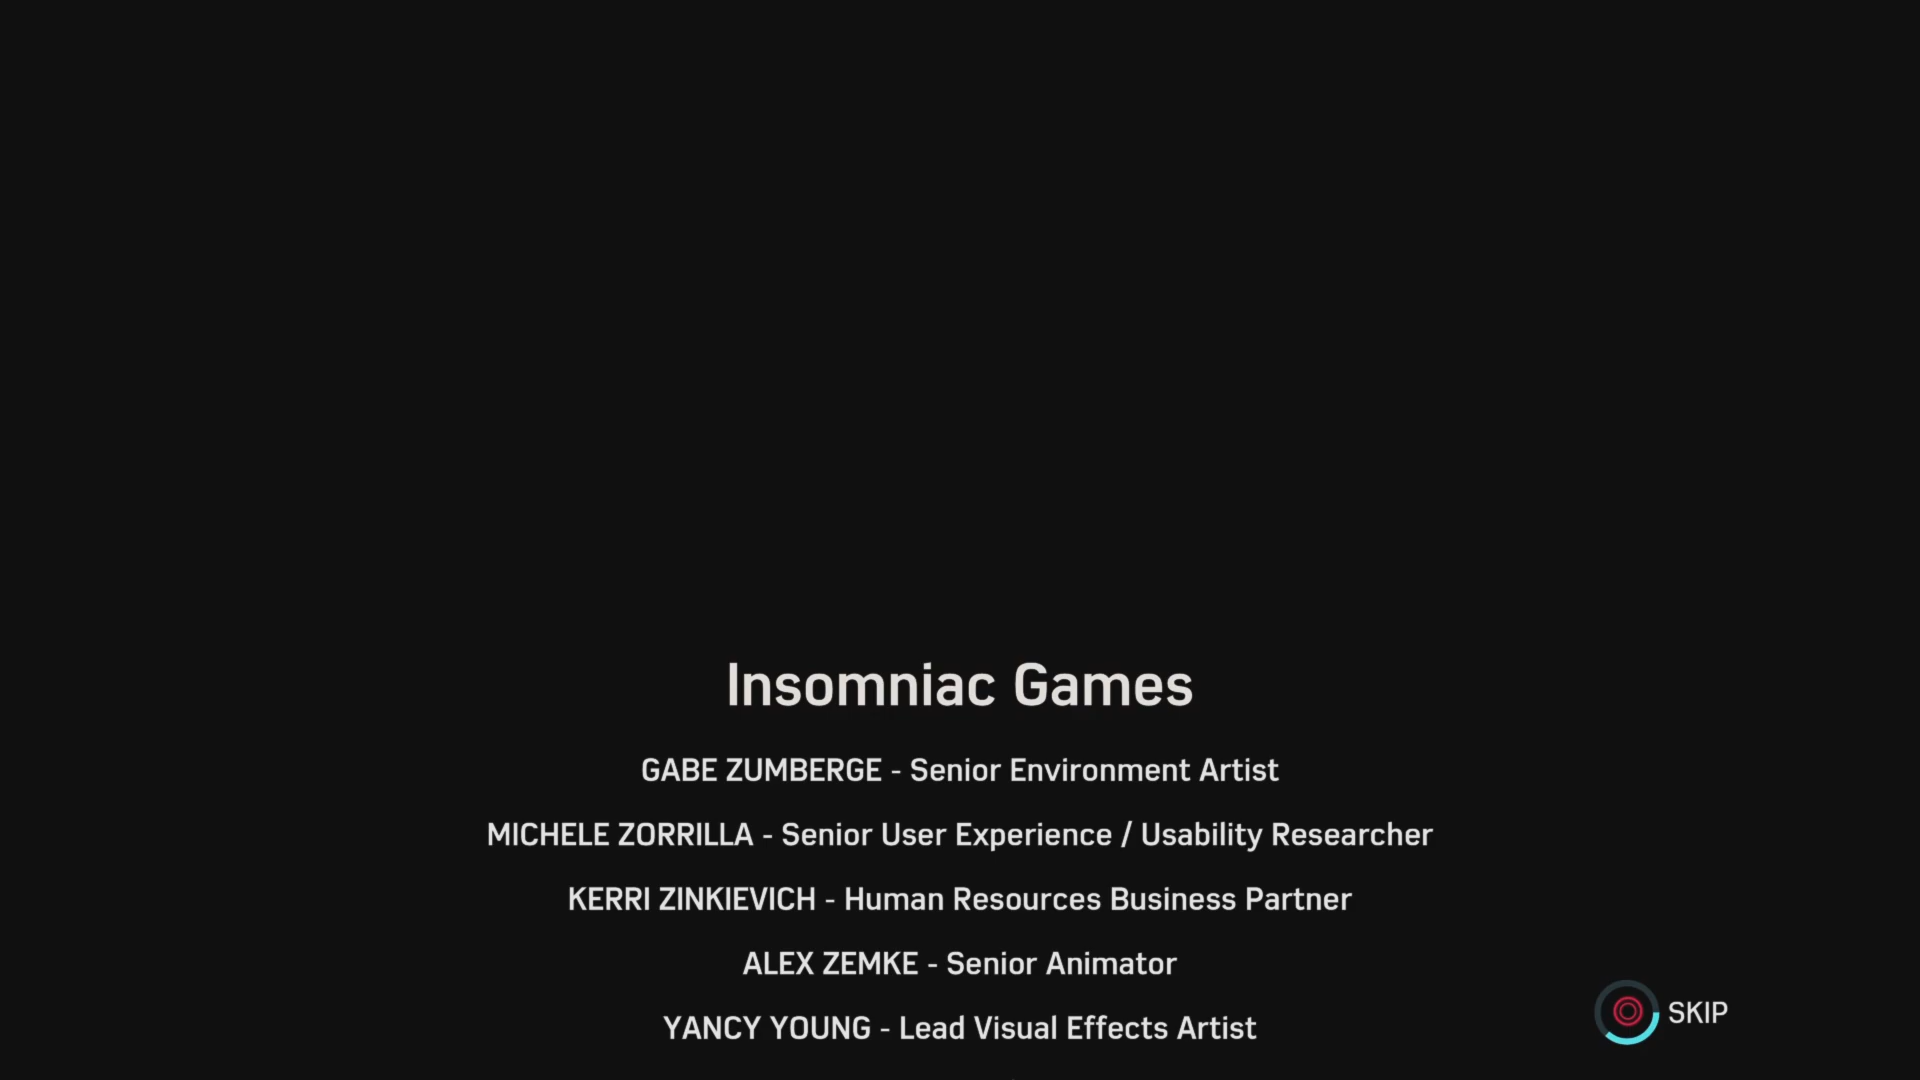 Insomniac Games
GABE ZUMBERGE - Senior Environment Artist
MICHELE ZORRILLA - Senior User Experience / Usability Researcher
KERRI ZINKIEVICH - Human Resources Business Partner
ALEX ZEMKE - Senior Animator
YANCY YOUNG - Lead Visual Effects Artist
SKIP